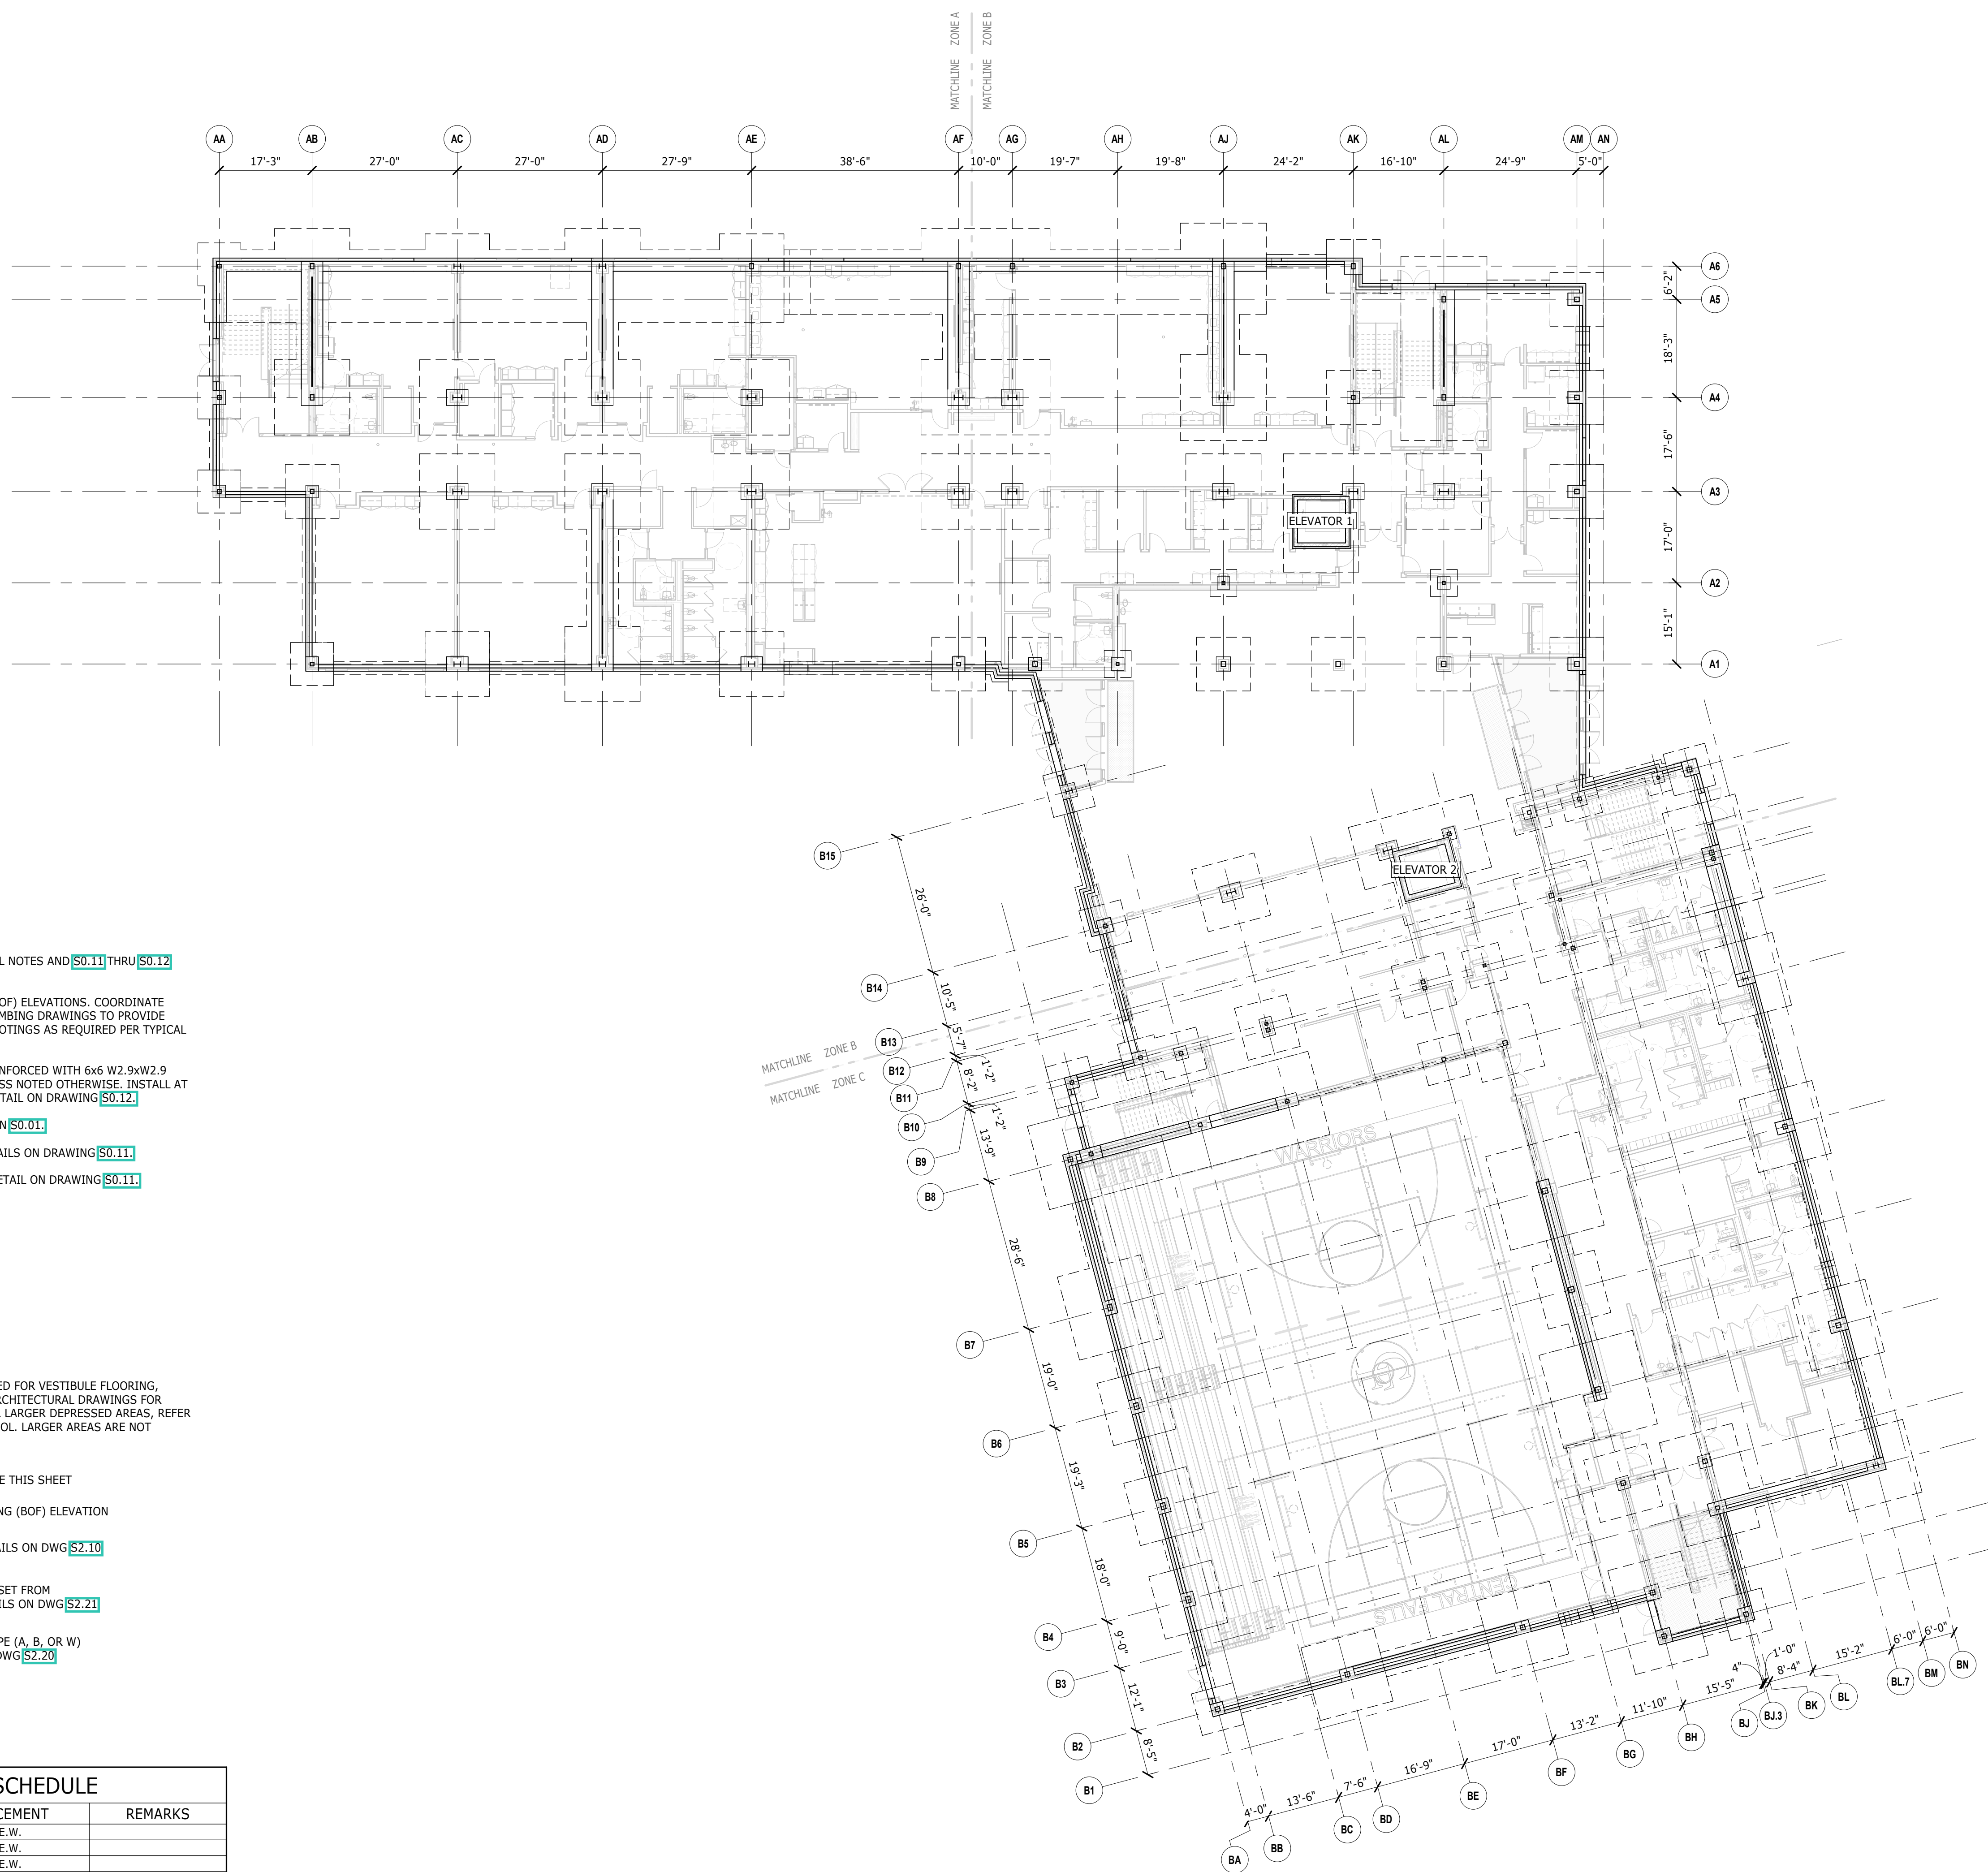 MATCHLINE ZONE A
MATCHLINE ZONE B
AA AB AC AD AE AF AG AH AJ AK AL AM AN
17'-3" 27'-0" 27'-0" 27'-9" 38'-6" 10'-0" 19'-7" 19'-8" 24'-2" 16'-10" 24'-9" 5'-0"
A6
6'-2"
A5
18'-3"
A4
17'-6"
A3
17'-0"
A2
15'-1"
A1
ELEVATOR 1
ELEVATOR 2
B15
26'-0"
B14
10'-5"
B13
5'-7"
B12
1'-2"
B11
8'-2"
B10
1'-2"
B9
13'-9"
B8
28'-6"
B7
19'-0"
B6
19'-3"
B5
18'-0"
B4
9'-0"
B3
12'-1"
B2
8'-5"
B1
MATCHLINE ZONE B
MATCHLINE ZONE C
WARRIORS
CENTRAL FALLS
4'-0" 13'-6" 7'-6" 16'-9" 17'-0" 13'-2" 11'-10" 15'-5" 4" 1'-0" 8'-4" 15'-2" 6'-0" 6'-0"
BA BB BC BD BE BF BG BH BJ BJ.3 BK BL BL.7 BM BN
L NOTES AND S0.11 THRU S0.12
OF) ELEVATIONS. COORDINATE
MBING DRAWINGS TO PROVIDE
OTINGS AS REQUIRED PER TYPICAL
NFORCED WITH 6x6 W2.9xW2.9
SS NOTED OTHERWISE. INSTALL AT
TAIL ON DRAWING S0.12.
N S0.01.
AILS ON DRAWING S0.11.
ETAIL ON DRAWING S0.11.
ED FOR VESTIBULE FLOORING,
RCHITECTURAL DRAWINGS FOR
LARGER DEPRESSED AREAS, REFER
OL. LARGER AREAS ARE NOT
E THIS SHEET
NG (BOF) ELEVATION
AILS ON DWG S2.10
SET FROM
ILS ON DWG S2.21
PE (A, B, OR W)
DWG S2.20
SCHEDULE
CEMENT REMARKS
E.W.
E.W.
E.W.